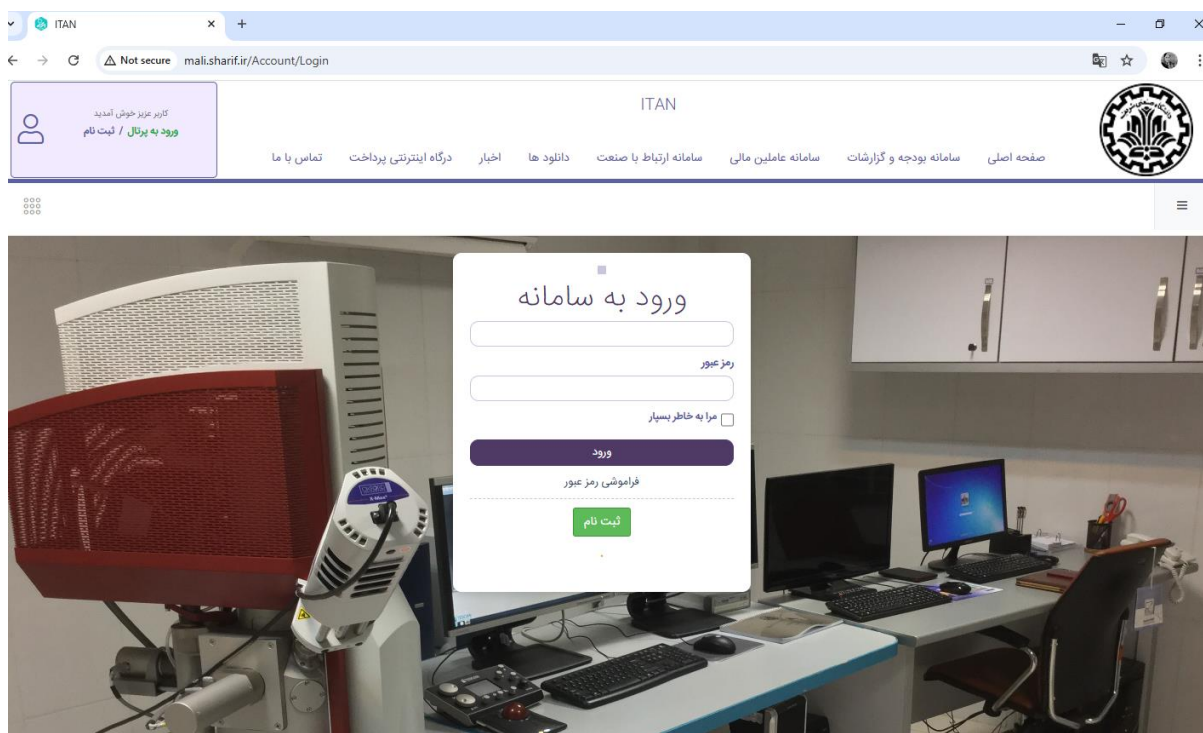 ITAN
Not secure mali.sharif.ir/Account/Login
ITAN
کاربر عزیز خوش آمدید
ورود به پرتال / ثبت نام
صفحه اصلی سامانه بودجه و گزارشات سامانه عاملین مالی سامانه ارتباط با صنعت دانلود ها اخبار درگاه اینترنتی پرداخت تماس با ما
ورود به سامانه
رمز عبور
مرا به خاطر بسپار
ورود
فراموشی رمز عبور
ثبت نام